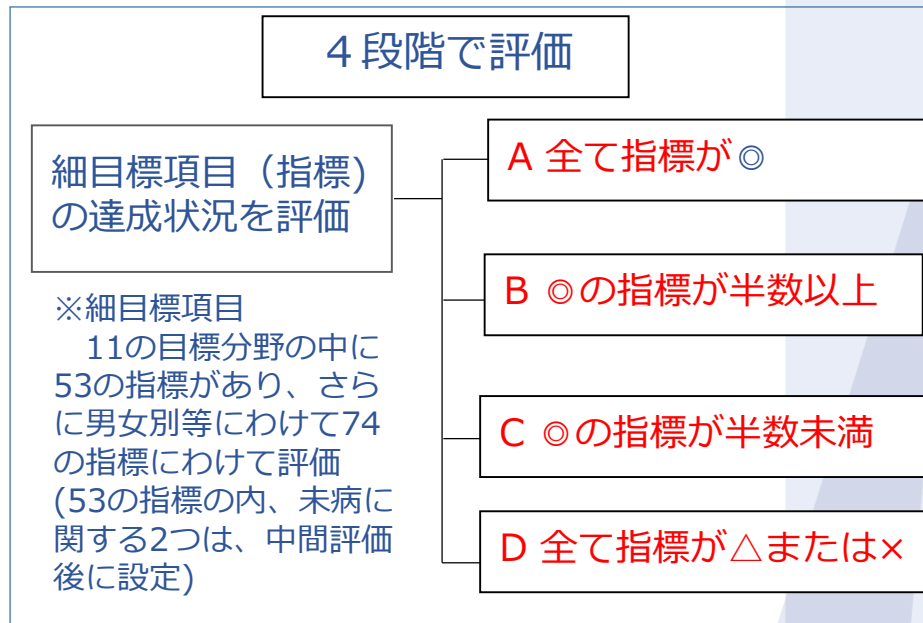 ４段階で評価
細目標項目（指標)
の達成状況を評価
※細目標項目
　11の目標分野の中に
53の指標があり、さら
に男女別等にわけて74
の指標にわけて評価
(53の指標の内、未病に
関する2つは、中間評価
後に設定)
A 全て指標が◎
B ◎の指標が半数以上
C ◎の指標が半数未満
D 全て指標が△または×